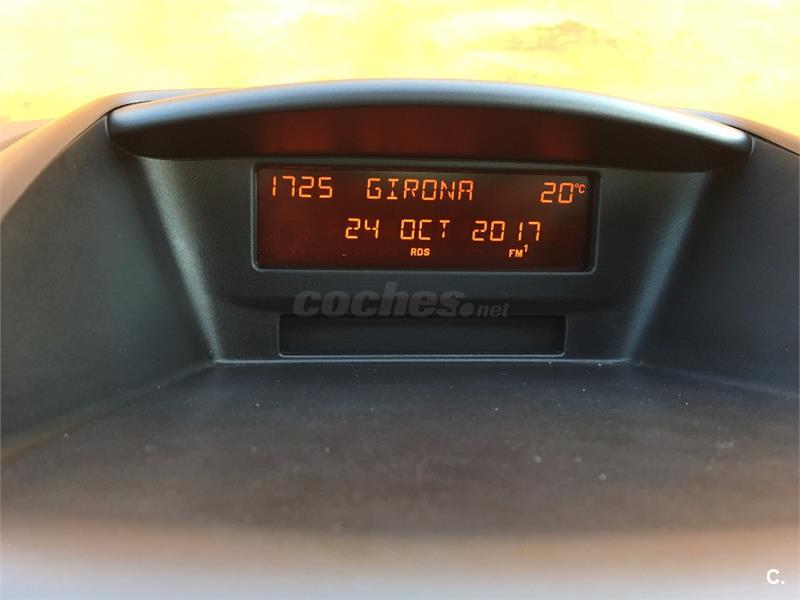 1725 GIRONA 20°C
24 OCT 2017
RDS FM1
coches.net
C.